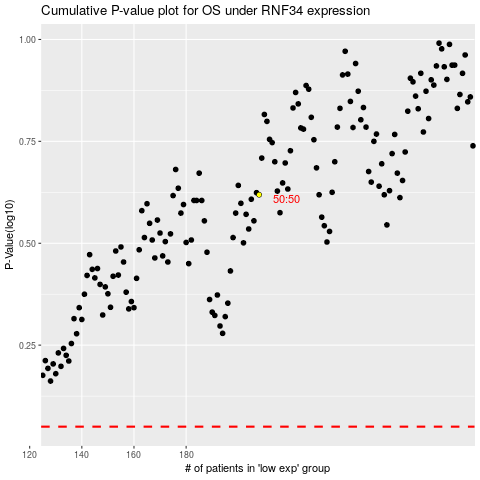 Cumulative P-value plot for OS under RNF34 expression
P-Value(log10)
1.00
0.75
0.50
0.25
50:50
120 140 160 180
# of patients in 'low exp' group